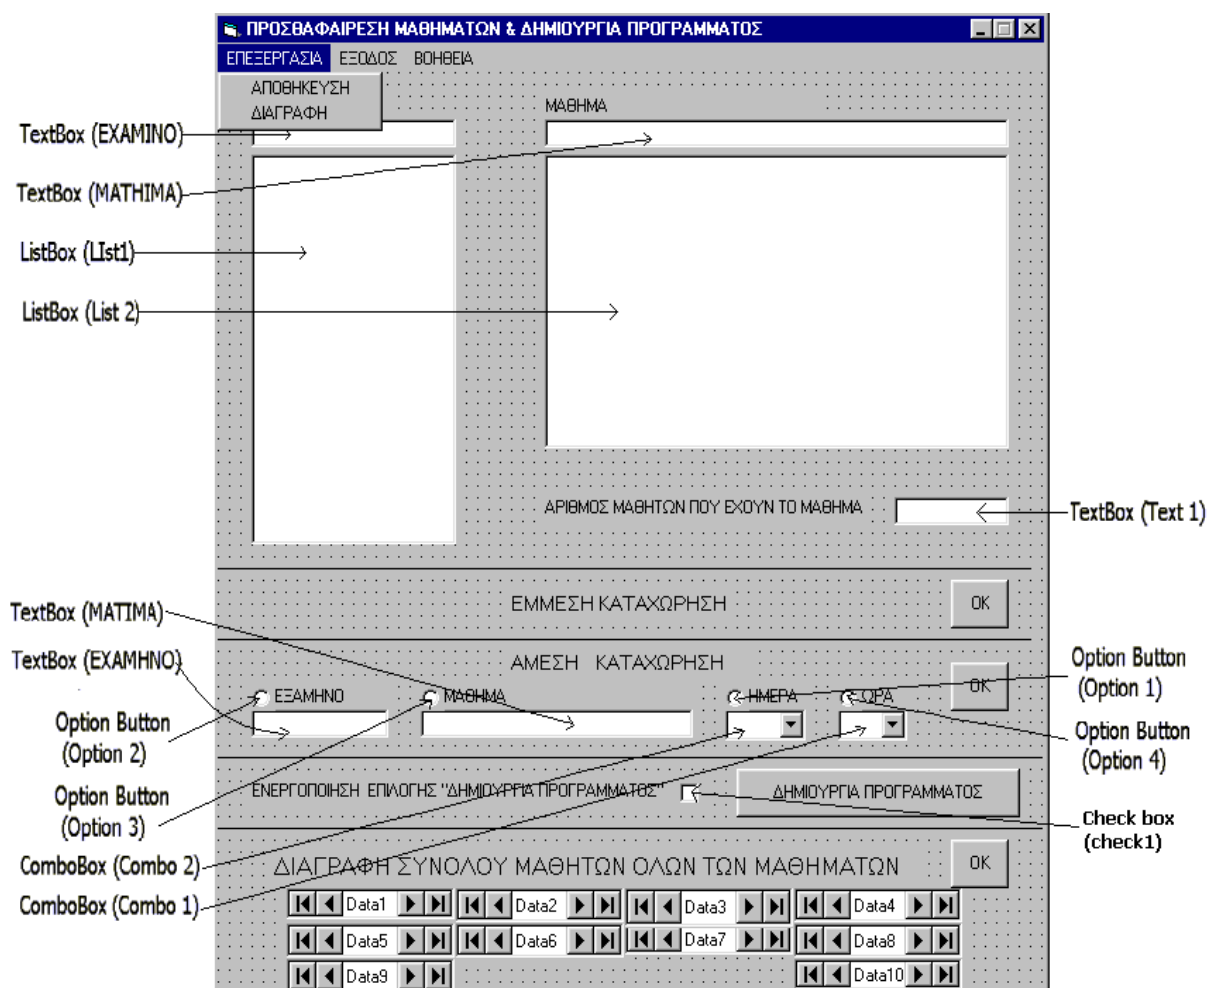 ΠΡΟΣΘΑΦΑΙΡΕΣΗ ΜΑΘΗΜΑΤΩΝ & ΔΗΜΙΟΥΡΓΙΑ ΠΡΟΓΡΑΜΜΑΤΟΣ
ΕΠΕΞΕΡΓΑΣΙΑ ΕΞΟΔΟΣ ΒΟΗΘΕΙΑ
ΑΠΟΘΗΚΕΥΣΗ
ΔΙΑΓΡΑΦΗ
ΜΑΘΗΜΑ
TextBox (EXAMINO)
TextBox (MATHIMA)
ListBox (LIst1)
ListBox (List 2)
ΑΡΙΘΜΟΣ ΜΑΘΗΤΩΝ ΠΟΥ ΕΧΟΥΝ ΤΟ ΜΑΘΗΜΑ
TextBox (Text 1)
ΕΜΜΕΣΗ ΚΑΤΑΧΩΡΗΣΗ OK
TextBox (MATIMA)
TextBox (EXAMHNO)
ΑΜΕΣΗ ΚΑΤΑΧΩΡΗΣΗ OK
Option Button
(Option 1)
ΕΞΑΜΗΝΟ ΜΑΘΗΜΑ ΗΜΕΡΑ ΩΡΑ
Option Button
(Option 2)
Option Button
(Option 4)
ΕΝΕΡΓΟΠΟΙΗΣΗ ΕΠΙΛΟΓΗΣ "ΔΗΜΙΟΥΡΓΙΑ ΠΡΟΓΡΑΜΜΑΤΟΣ" ΔΗΜΙΟΥΡΓΙΑ ΠΡΟΓΡΑΜΜΑΤΟΣ
Option Button
(Option 3)
Check box
(check1)
ComboBox (Combo 2)
ΔΙΑΓΡΑΦΗ ΣΥΝΟΛΟΥ ΜΑΘΗΤΩΝ ΟΛΩΝ ΤΩΝ ΜΑΘΗΜΑΤΩΝ OK
ComboBox (Combo 1)
Data1 Data2 Data3 Data4
Data5 Data6 Data7 Data8
Data9 Data10